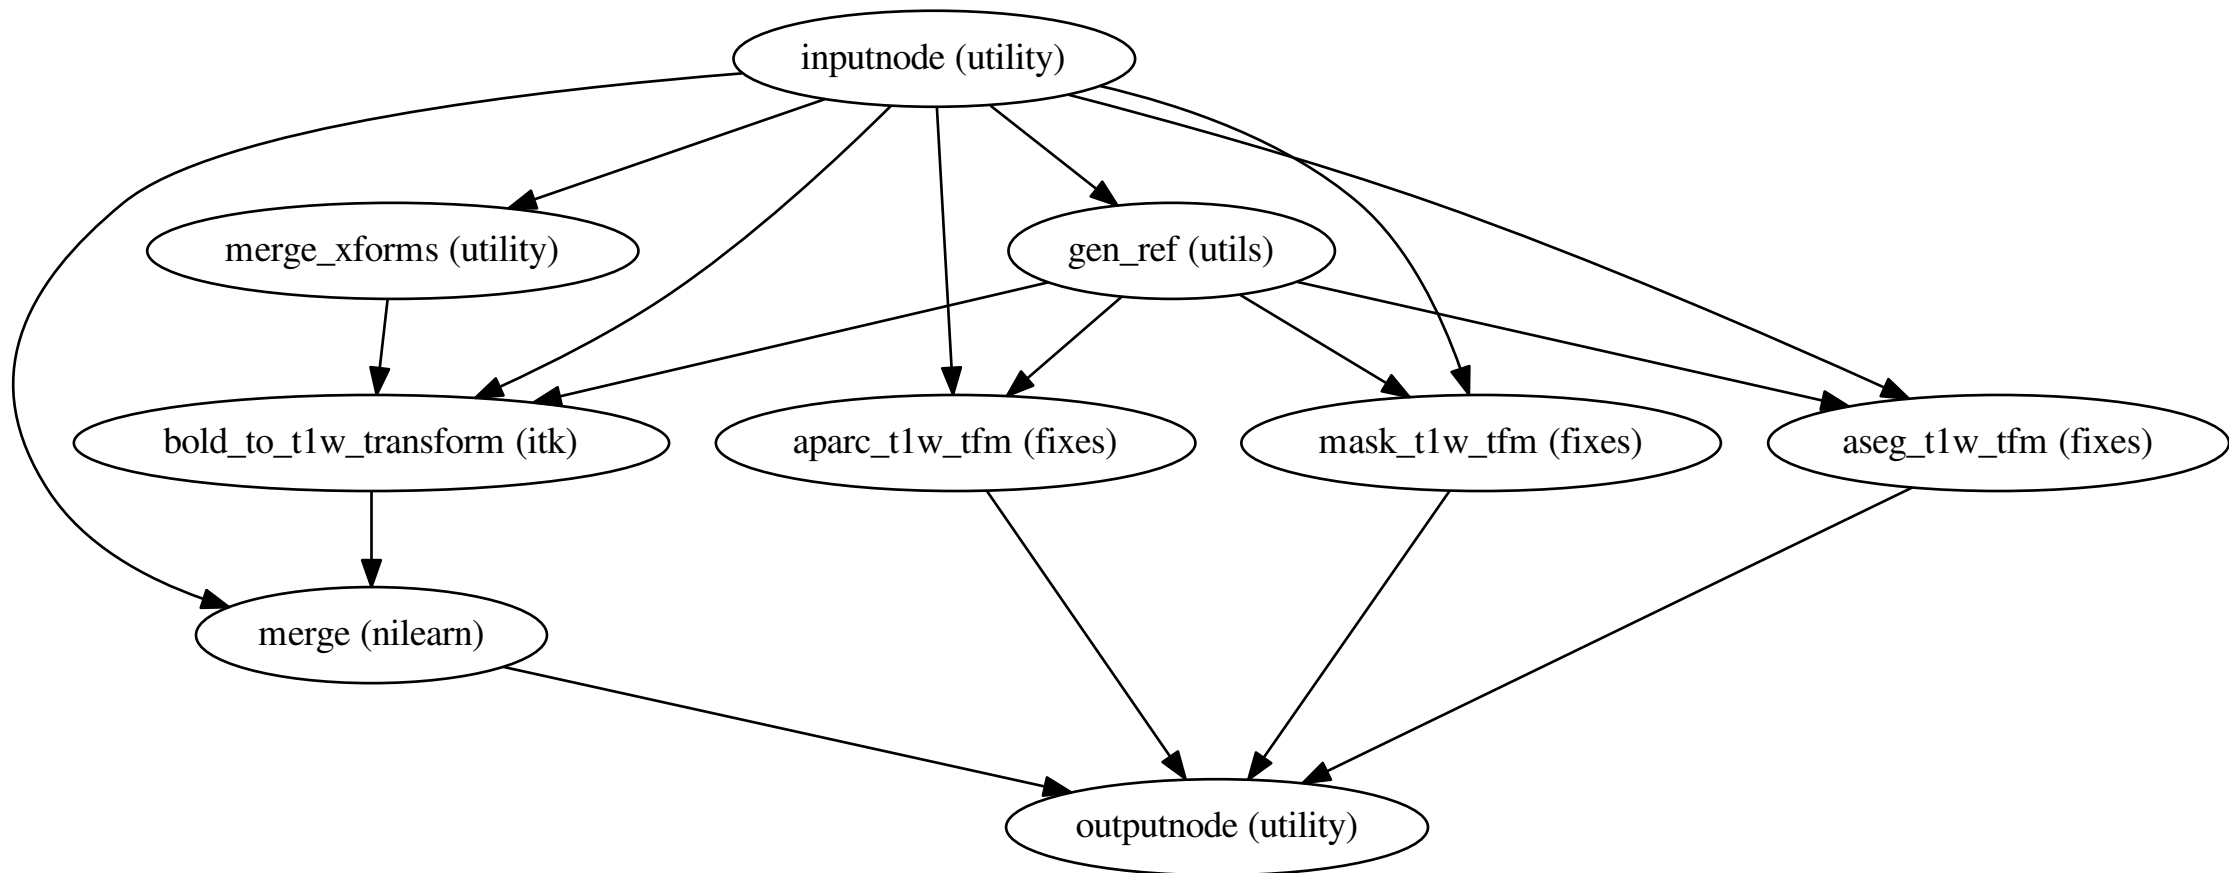 inputnode (utility)
merge_xforms (utility)
gen_ref (utils)
bold_to_t1w_transform (itk)
aparc_t1w_tfm (fixes)
mask_t1w_tfm (fixes)
aseg_t1w_tfm (fixes)
merge (nilearn)
outputnode (utility)